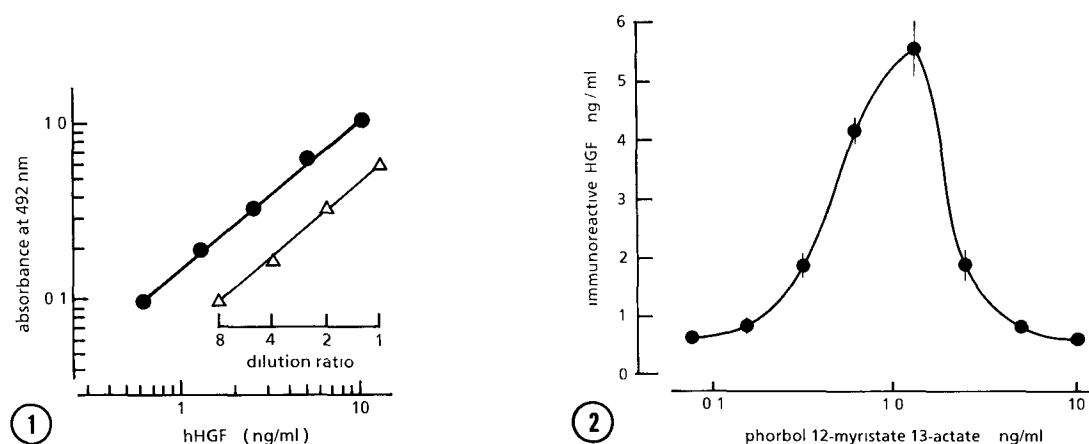 absorbance at 492 nm
1 0
0 1
8 4 2 1
dilution ratio
1 0 10
hHGF ( ng/ml )
1
immunoreactive HGF ng / ml
6
5
4
3
2
1
0
0 1 1 0 10
phorbol 12-myristate 13-actate ng/ml
2